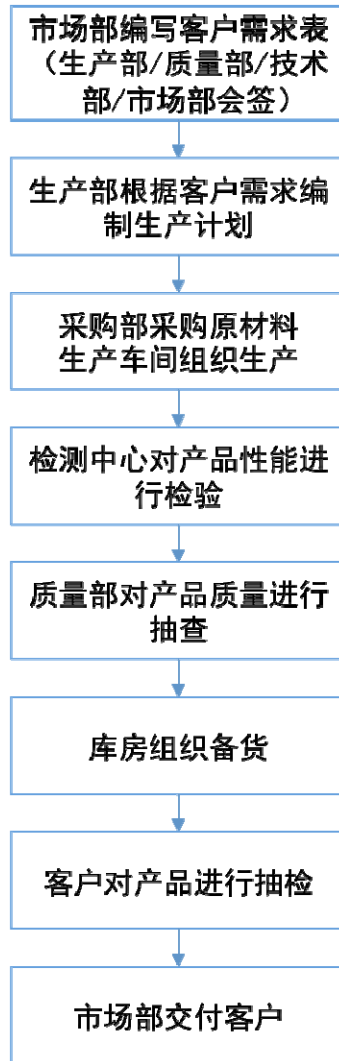 市场部编写客户需求表
（生产部/质量部/技术
部/市场部会签）
生产部根据客户需求编
制生产计划
采购部采购原材料
生产车间组织生产
检测中心对产品性能进
行检验
质量部对产品质量进行
抽查
库房组织备货
客户对产品进行抽检
市场部交付客户